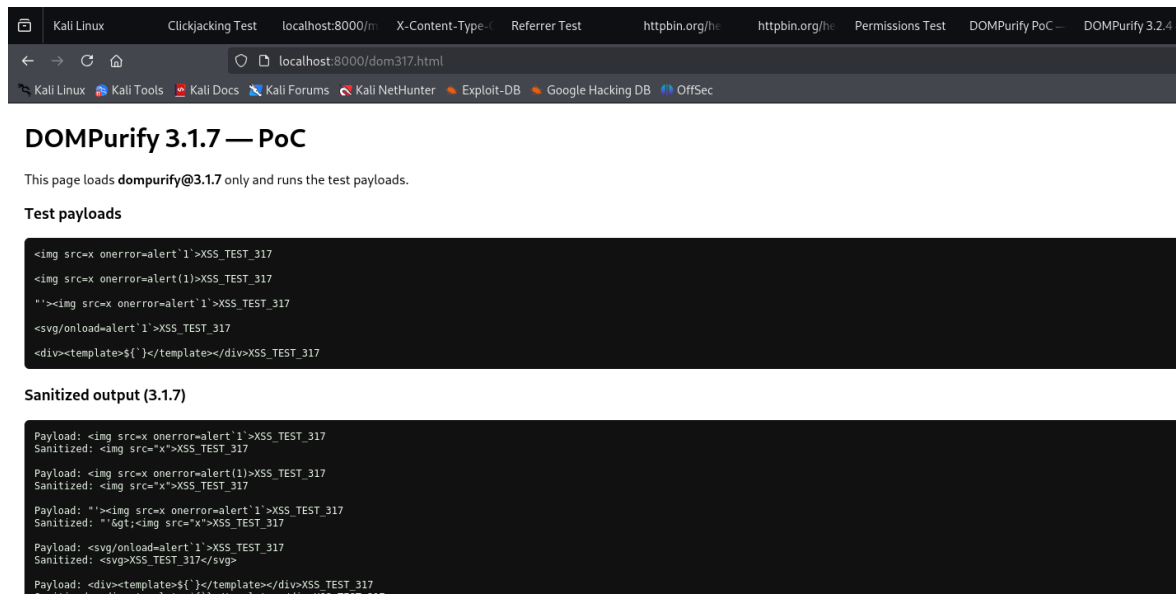 Kali Linux Clickjacking Test localhost:8000/m X-Content-Type- Referrer Test httpbin.org/he httpbin.org/he Permissions Test DOMPurify PoC — DOMPurify 3.2.4
localhost:8000/dom317.html
Kali Linux Kali Tools Kali Docs Kali Forums Kali NetHunter Exploit-DB Google Hacking DB OffSec
DOMPurify 3.1.7 — PoC
This page loads dompurify@3.1.7 only and runs the test payloads.
Test payloads
<img src=x onerror=alert`1`>XSS_TEST_317
<img src=x onerror=alert(1)>XSS_TEST_317
"'><img src=x onerror=alert`1`>XSS_TEST_317
<svg/onload=alert`1`>XSS_TEST_317
<div><template>${`}</template></div>XSS_TEST_317
Sanitized output (3.1.7)
Payload: <img src=x onerror=alert`1`>XSS_TEST_317
Sanitized: <img src="x">XSS_TEST_317
Payload: <img src=x onerror=alert(1)>XSS_TEST_317
Sanitized: <img src="x">XSS_TEST_317
Payload: "'><img src=x onerror=alert`1`>XSS_TEST_317
Sanitized: "'&gt;<img src="x">XSS_TEST_317
Payload: <svg/onload=alert`1`>XSS_TEST_317
Sanitized: <svg>XSS_TEST_317</svg>
Payload: <div><template>${`}</template></div>XSS_TEST_317